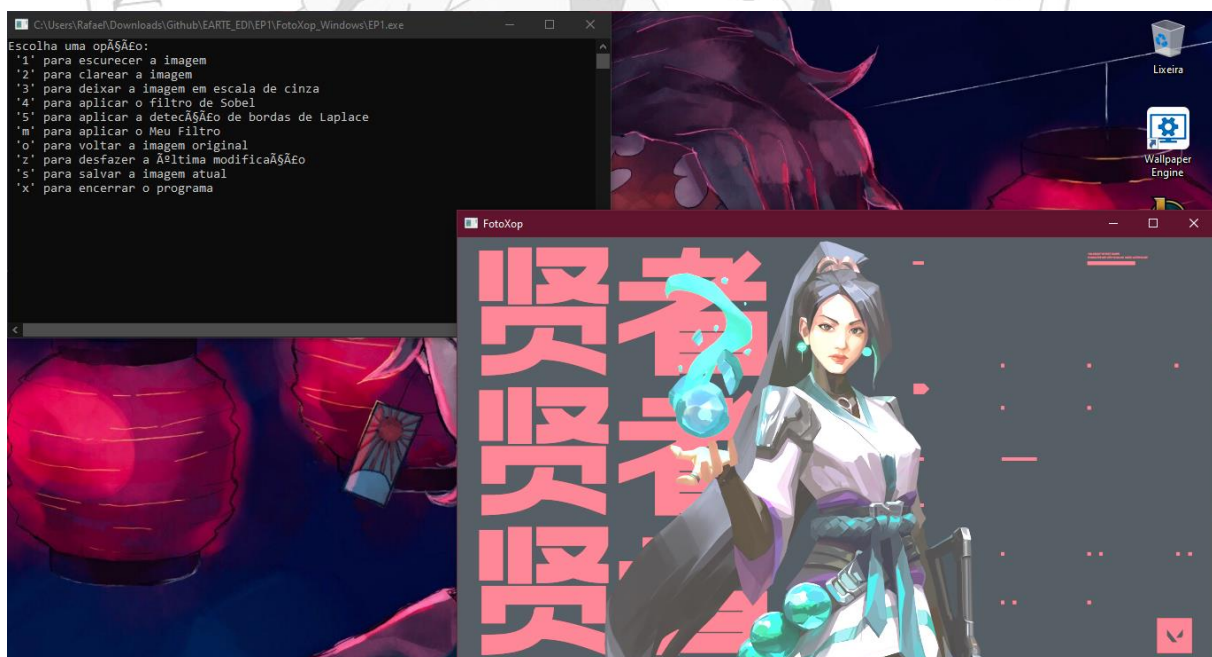 C:\Users\Rafael\Downloads\Github\EARTE_EDI\EP1\FotoXop_Windows\EP1.exe
Escolha uma opÃ§Ã£o:
'1' para escurecer a imagem
'2' para clarear a imagem
'3' para deixar a imagem em escala de cinza
'4' para aplicar o filtro de Sobel
'5' para aplicar a detecÃ§Ã£o de bordas de Laplace
'm' para aplicar o Meu Filtro
'o' para voltar a imagem original
'z' para desfazer a Ãºltima modificaÃ§Ã£o
's' para salvar a imagem atual
'x' para encerrar o programa
Lixeira
Wallpaper
Engine
FotoXop
贤者
贤者
贤